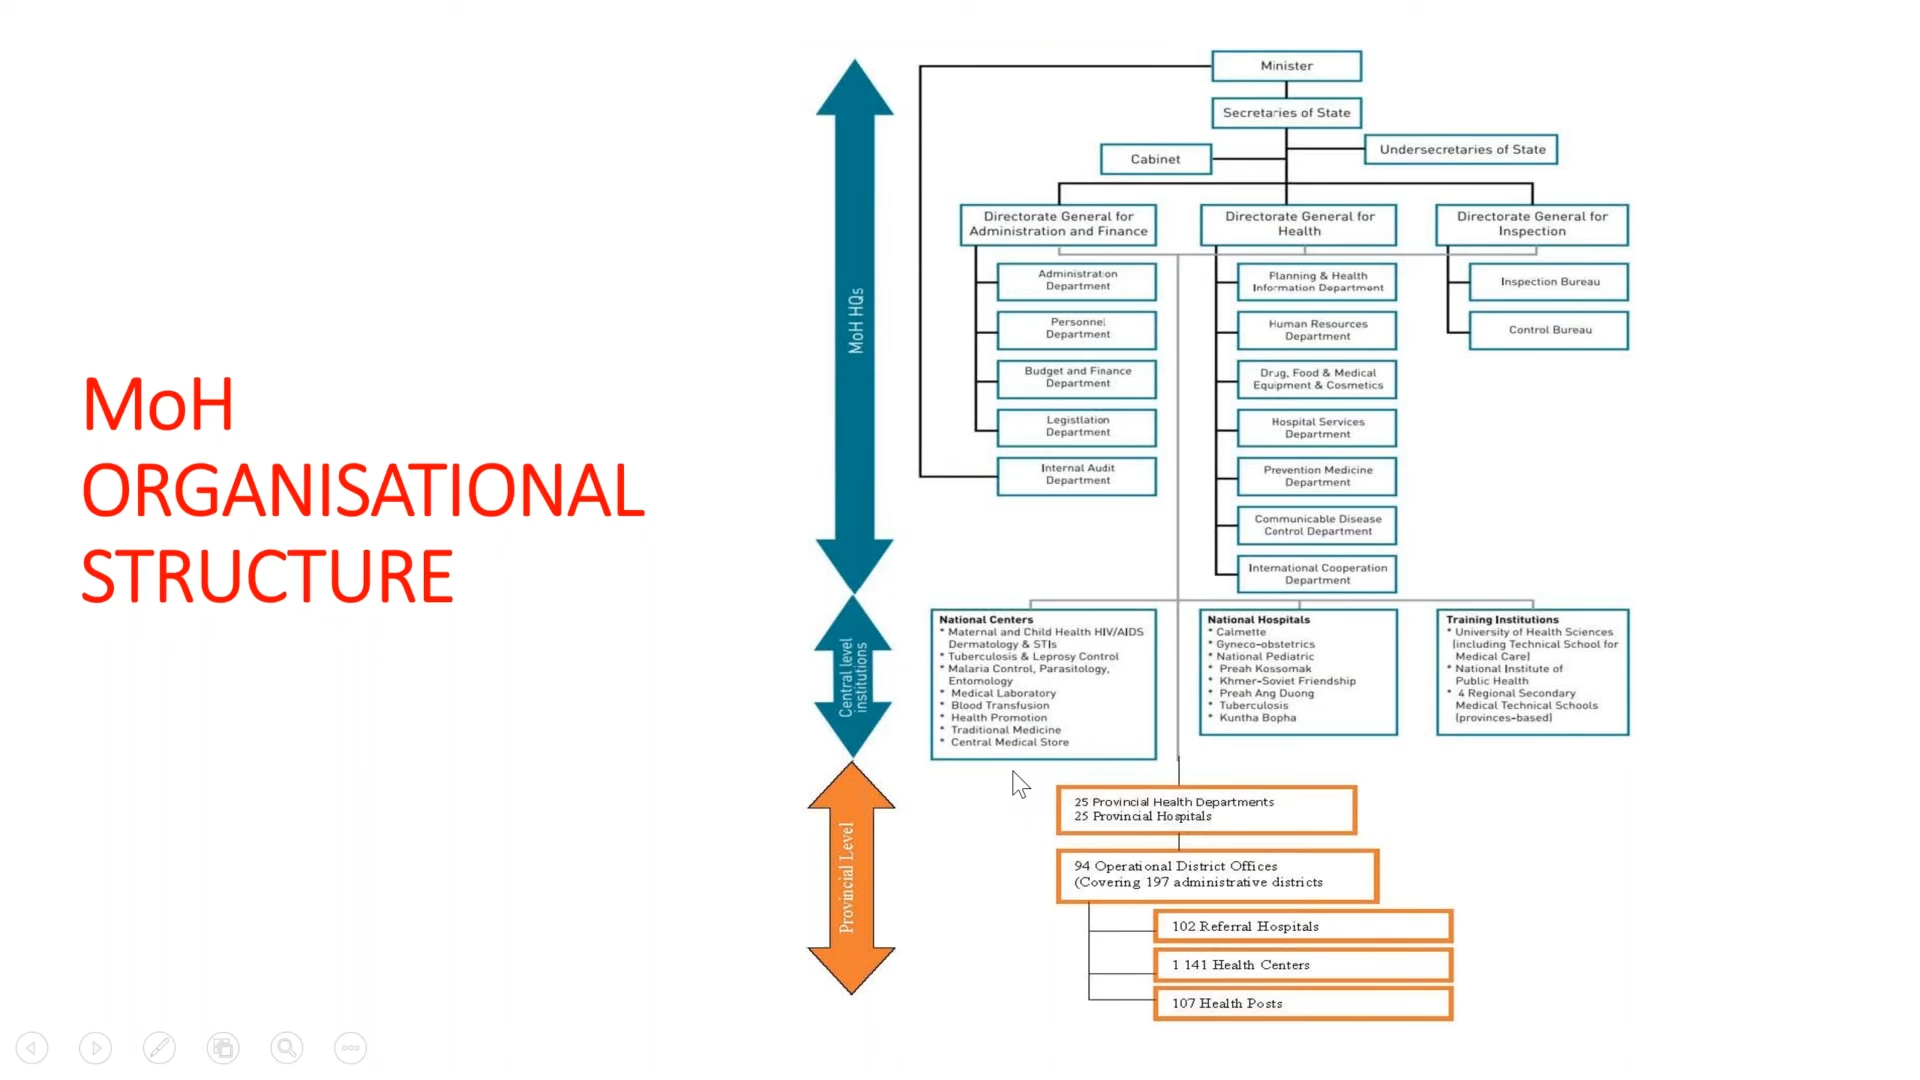 MoH
ORGANISATIONAL
STRUCTURE
MoH HQs
Central level
institutions
Provincial Level
Minister
Secretaries of State
Undersecretaries of State
Cabinet
Directorate General for
Administration and Finance
Directorate General for
Health
Directorate General for
Inspection
Administration
Department
Personnel
Department
Budget and Finance
Department
Legistlation
Department
Internal Audit
Department
Planning & Health
Information Department
Human Resources
Department
Drug, Food & Medical
Equipment & Cosmetics
Hospital Services
Department
Prevention Medicine
Department
Communicable Disease
Control Department
International Cooperation
Department
Inspection Bureau
Control Bureau
National Centers
* Maternal and Child Health HIV/AIDS
Dermatology & STIs
* Tuberculosis & Leprosy Control
* Malaria Control, Parasitology,
Entomology
* Medical Laboratory
* Blood Transfusion
* Health Promotion
* Traditional Medicine
* Central Medical Store
National Hospitals
* Calmette
* Gyneco-obstetrics
* National Pediatric
* Preah Kossomak
* Khmer-Soviet Friendship
* Preah Ang Duong
* Tuberculosis
* Kuntha Bopha
Training Institutions
* University of Health Sciences
(including Technical School for
Medical Care)
* National Institute of
Public Health
* 4 Regional Secondary
Medical Technical Schools
(provinces-based)
25 Provincial Health Departments
25 Provincial Hospitals
94 Operational District Offices
(Covering 197 administrative districts
102 Referral Hospitals
1 141 Health Centers
107 Health Posts